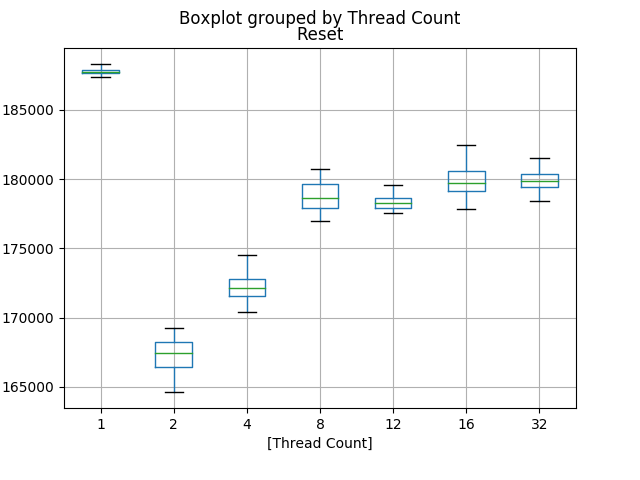 Boxplot grouped by Thread Count
Reset
185000
180000
175000
170000
165000
1 2 4 8 12 16 32
[Thread Count]